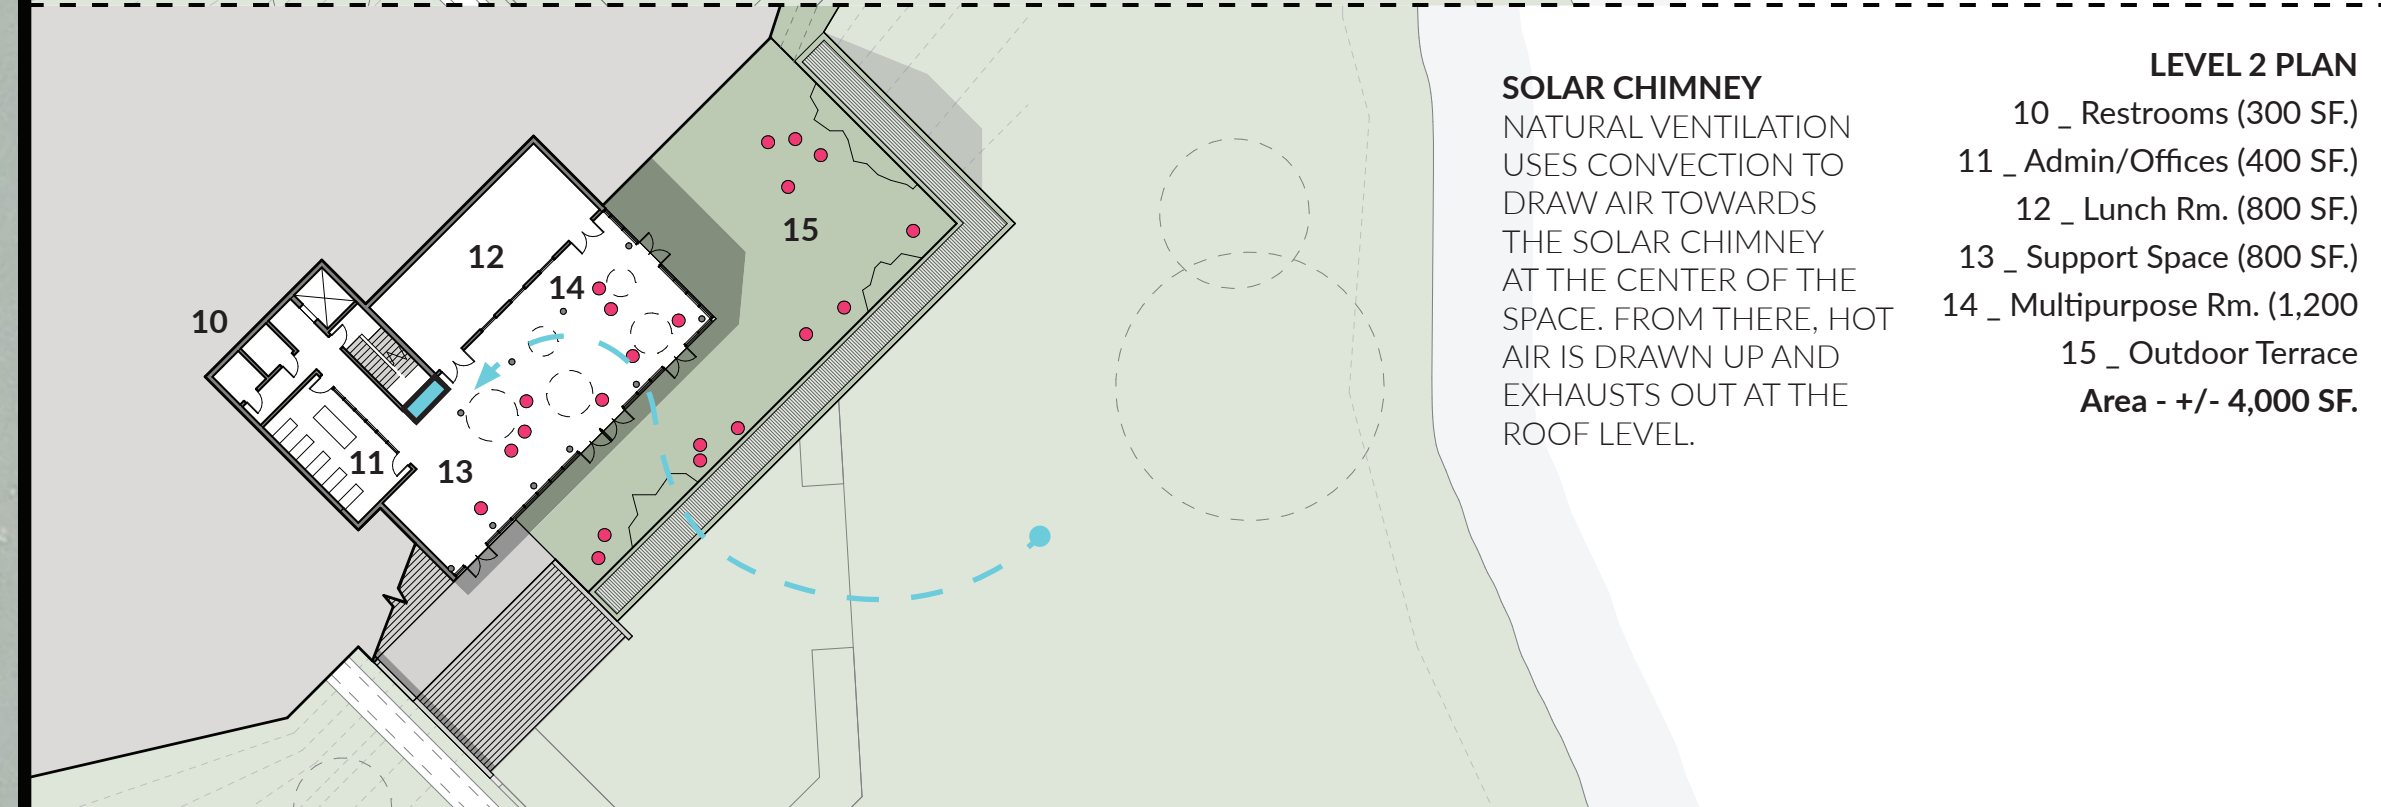 15
12
14
10
11
13
SOLAR CHIMNEY
NATURAL VENTILATION
USES CONVECTION TO
DRAW AIR TOWARDS
THE SOLAR CHIMNEY
AT THE CENTER OF THE
SPACE. FROM THERE, HOT
AIR IS DRAWN UP AND
EXHAUSTS OUT AT THE
ROOF LEVEL.
LEVEL 2 PLAN
10 _ Restrooms (300 SF.)
11 _ Admin/Offices (400 SF.)
12 _ Lunch Rm. (800 SF.)
13 _ Support Space (800 SF.)
14 _ Multipurpose Rm. (1,200
15 _ Outdoor Terrace
Area - +/- 4,000 SF.